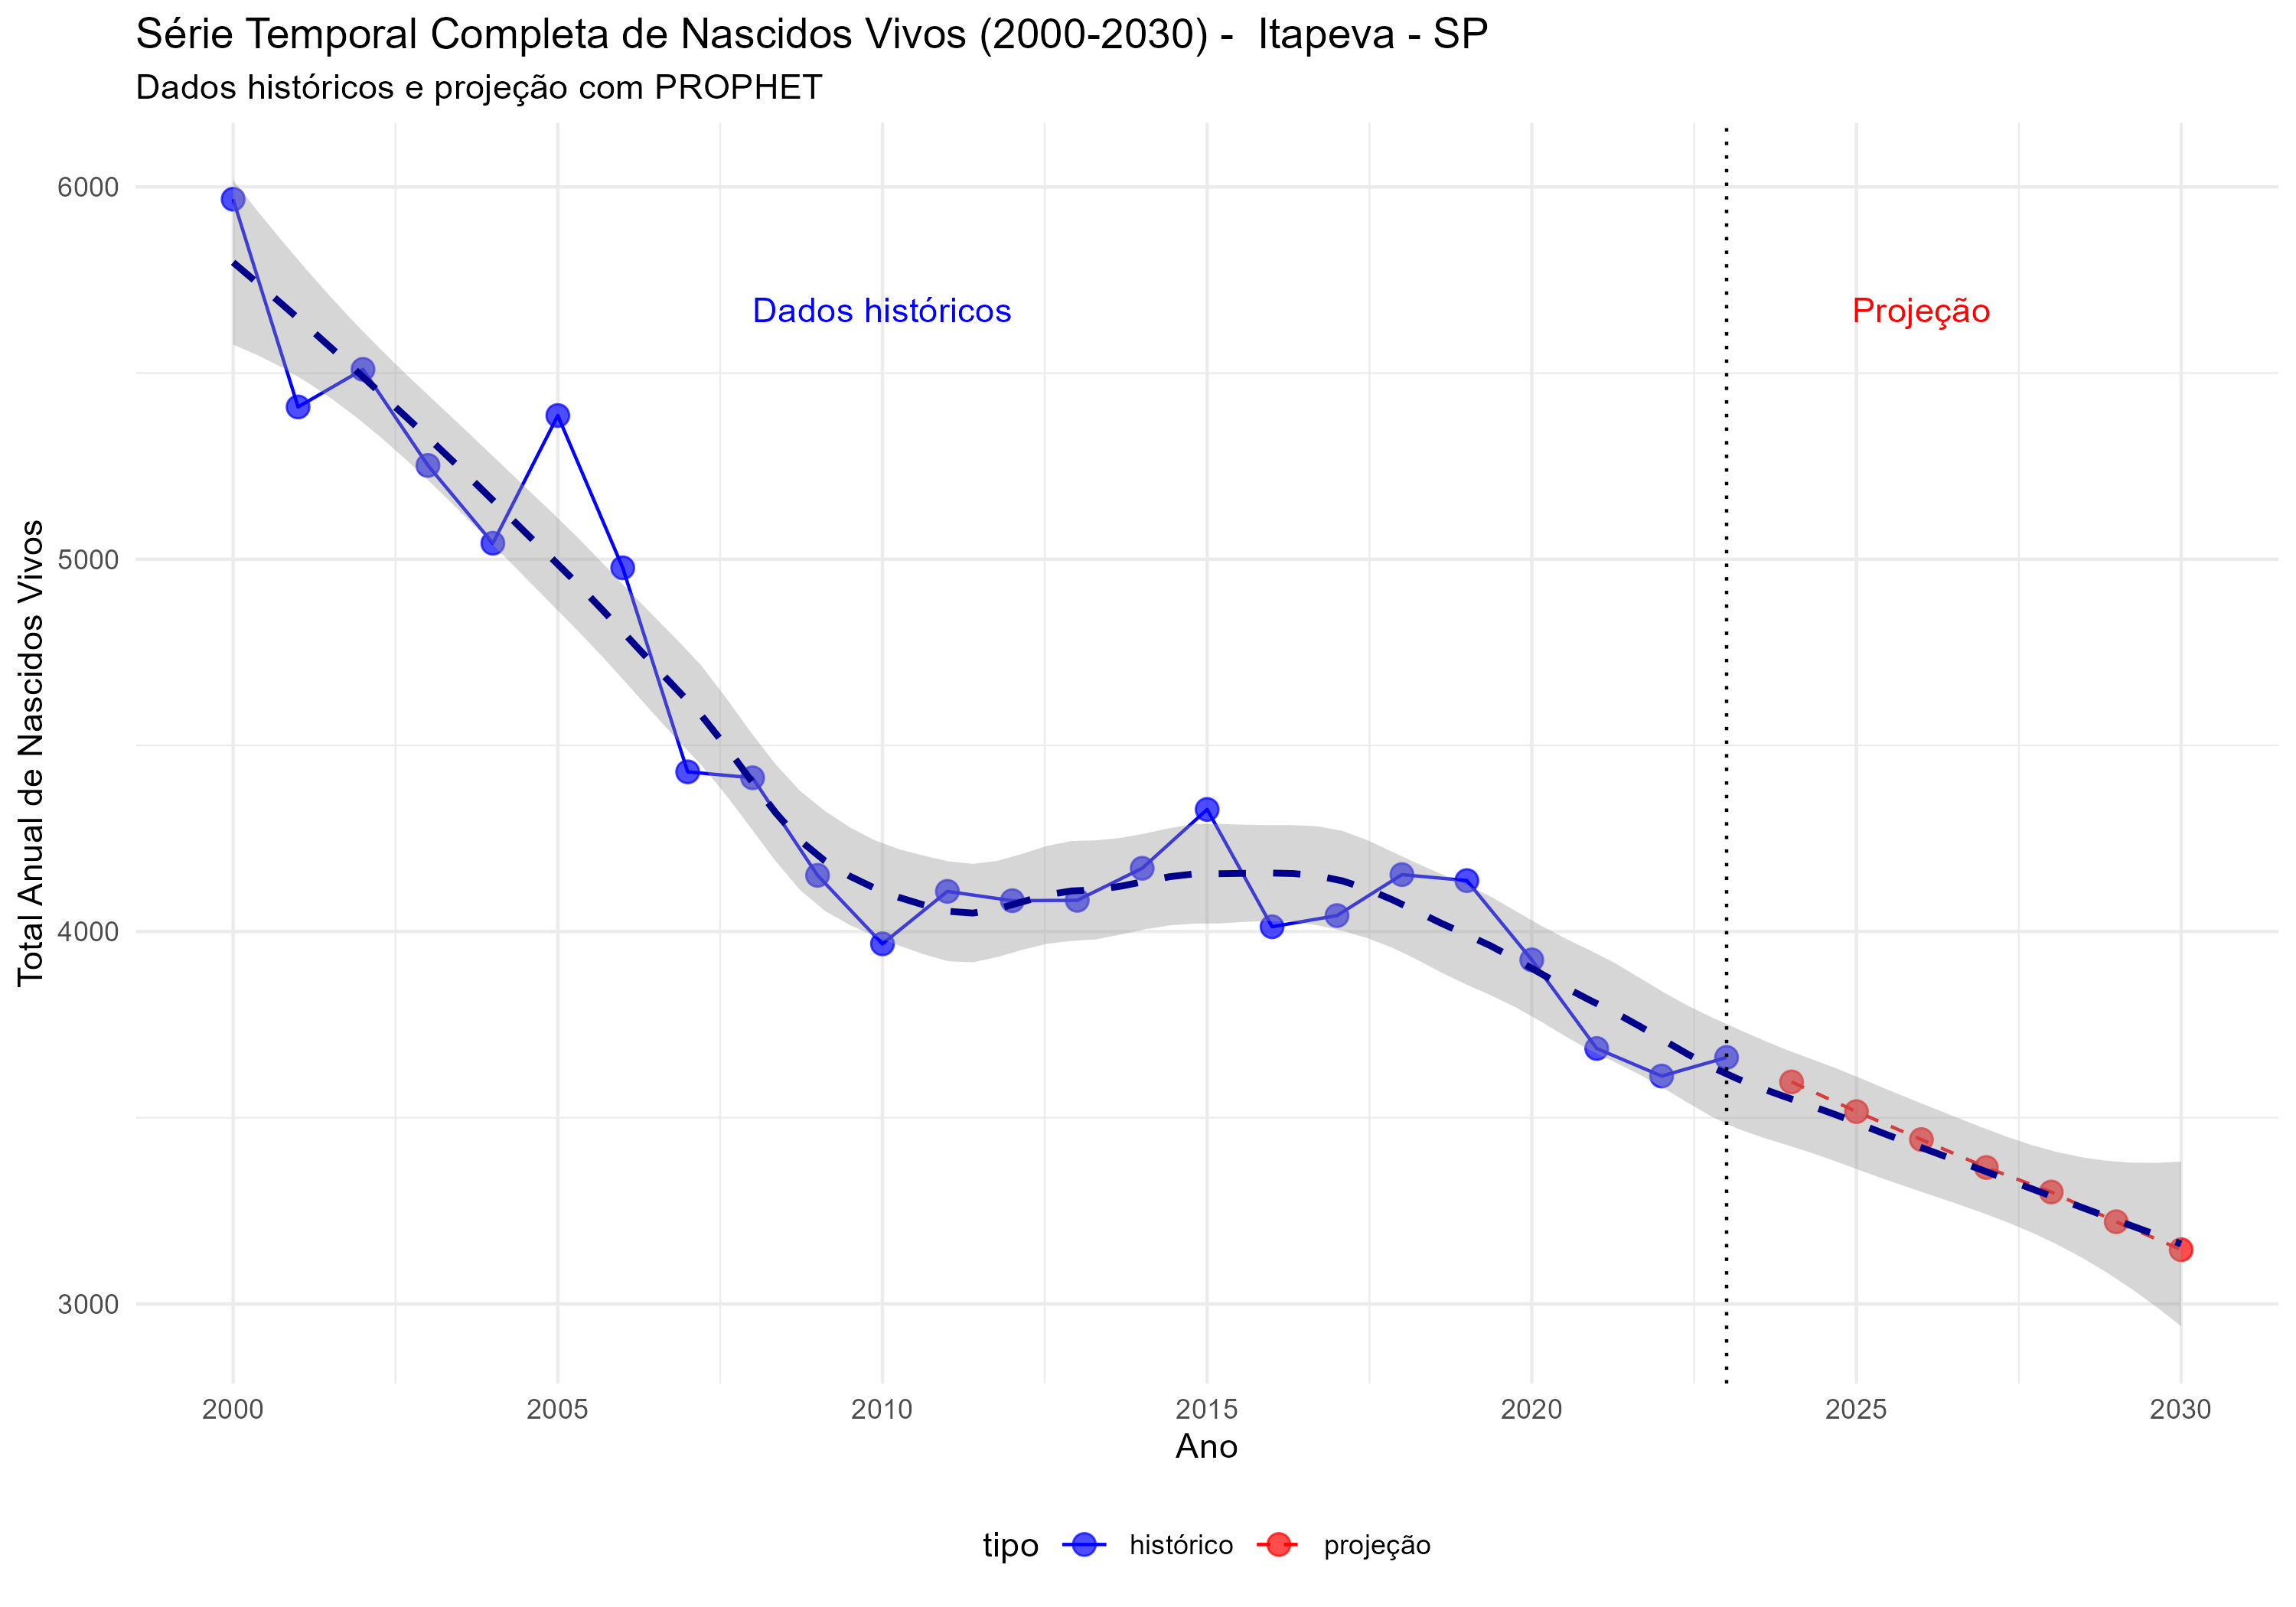 Série Temporal Completa de Nascidos Vivos (2000-2030) -  Itapeva - SP
Dados históricos e projeção com PROPHET
Total Anual de Nascidos Vivos
6000
5000
4000
3000
Dados históricos
Projeção
2000
2005
2010
2015
2020
2025
2030
Ano
tipo
histórico
projeção